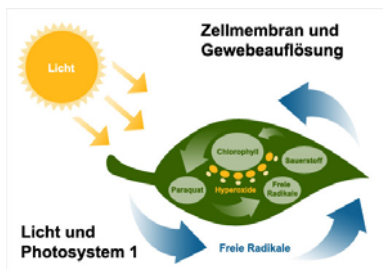 Zellmembran und
Gewebeauflösung
Licht
Chlorophyll
Sauerstoff
Paraquat
Hyperoxide
Freie
Radikale
Licht und
Photosystem 1
Freie Radikale